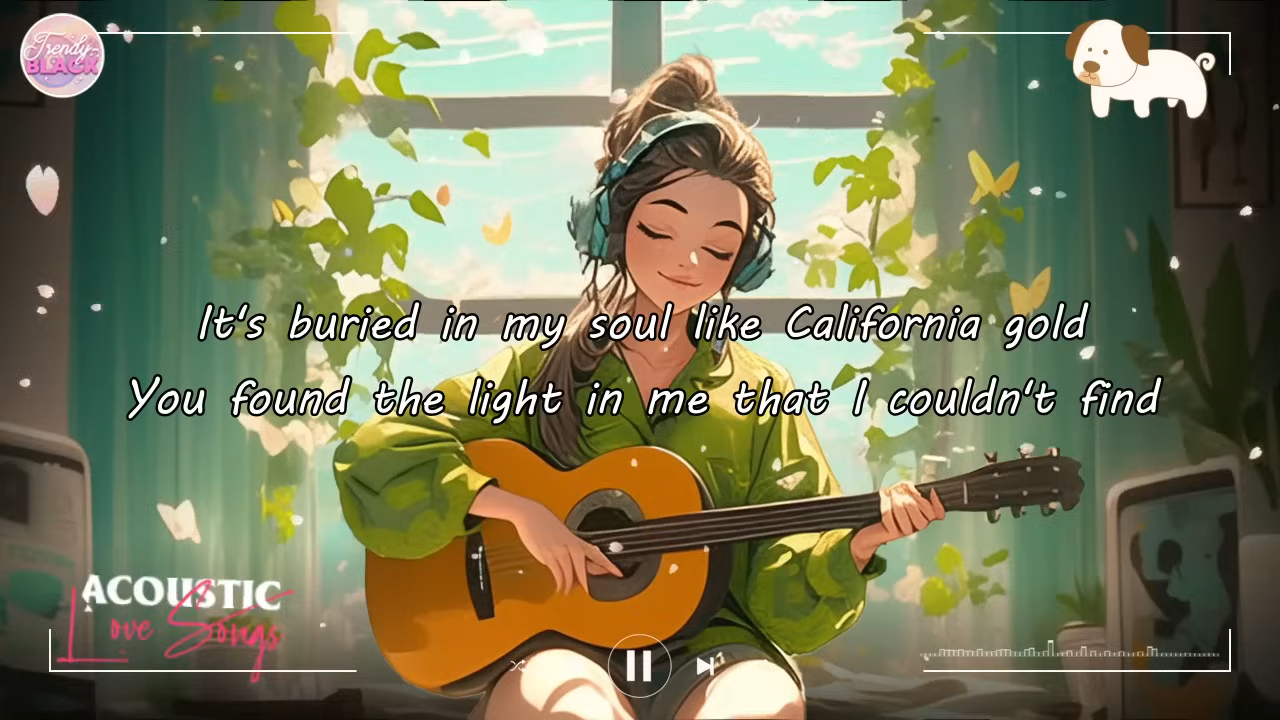 Trendy
BLACK
It's buried in my soul like California gold
You found the light in me that I couldn't find
ACOUSTIC
Love Songs